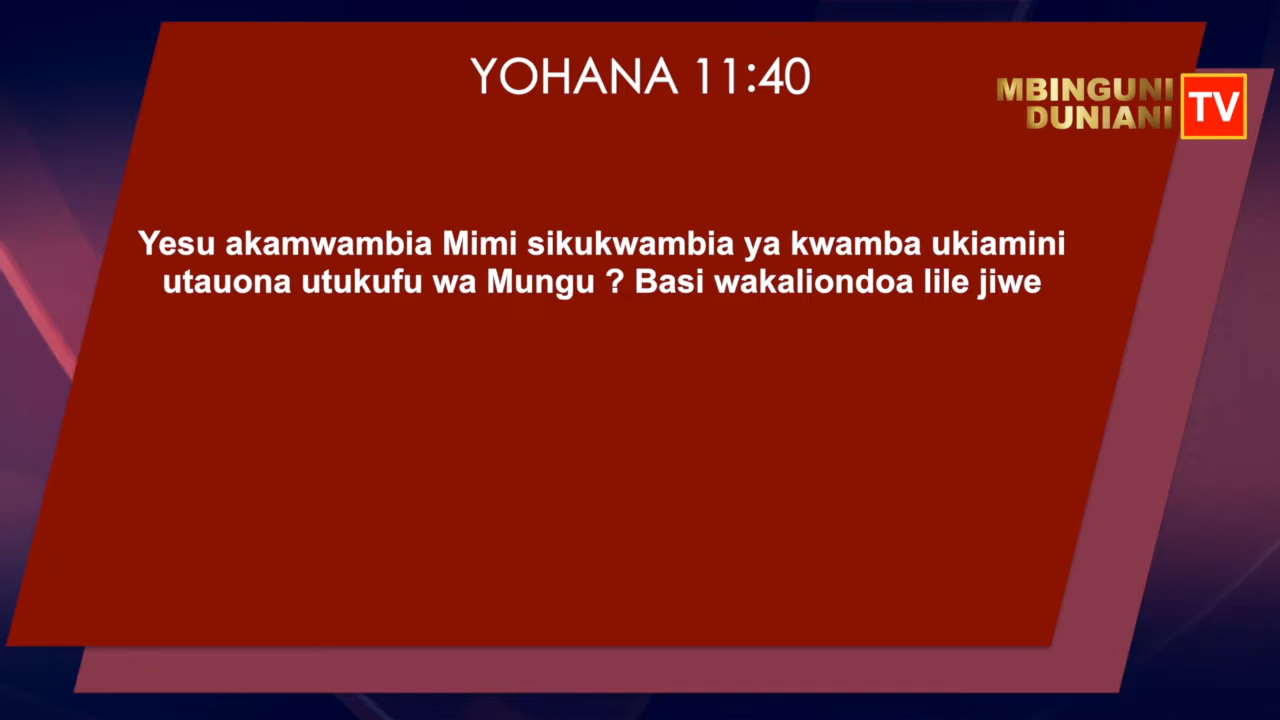 YOHANA 11:40
MBINGUNI
DUNIANI
TV
Yesu akamwambia Mimi sikukwambia ya kwamba ukiamini
utauona utukufu wa Mungu ? Basi wakaliondoa lile jiwe